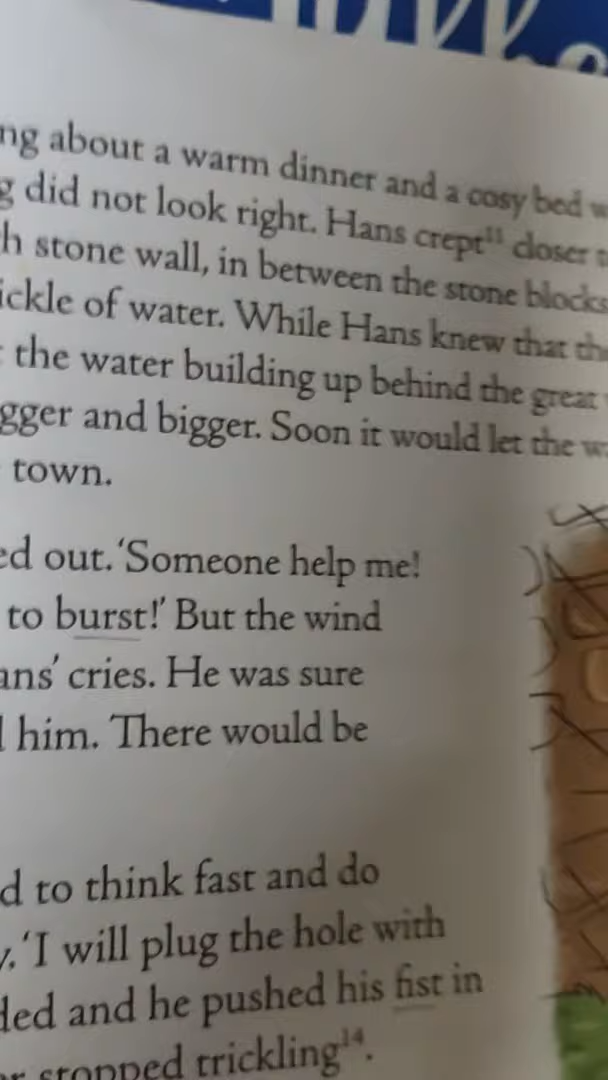 ng about a warm dinner and a cosy bed
g did not look right. Hans crept¹¹ closer
h stone wall, in between the stone blocks
ickle of water. While Hans knew that
the water building up behind the great
gger and bigger. Soon it would let the
town.
ed out. ‘Someone help me!
to burst!’ But the wind
ans’ cries. He was sure
him. There would be
d to think fast and do
y. ‘I will plug the hole with
ded and he pushed his fist in
stopped trickling¹⁴.